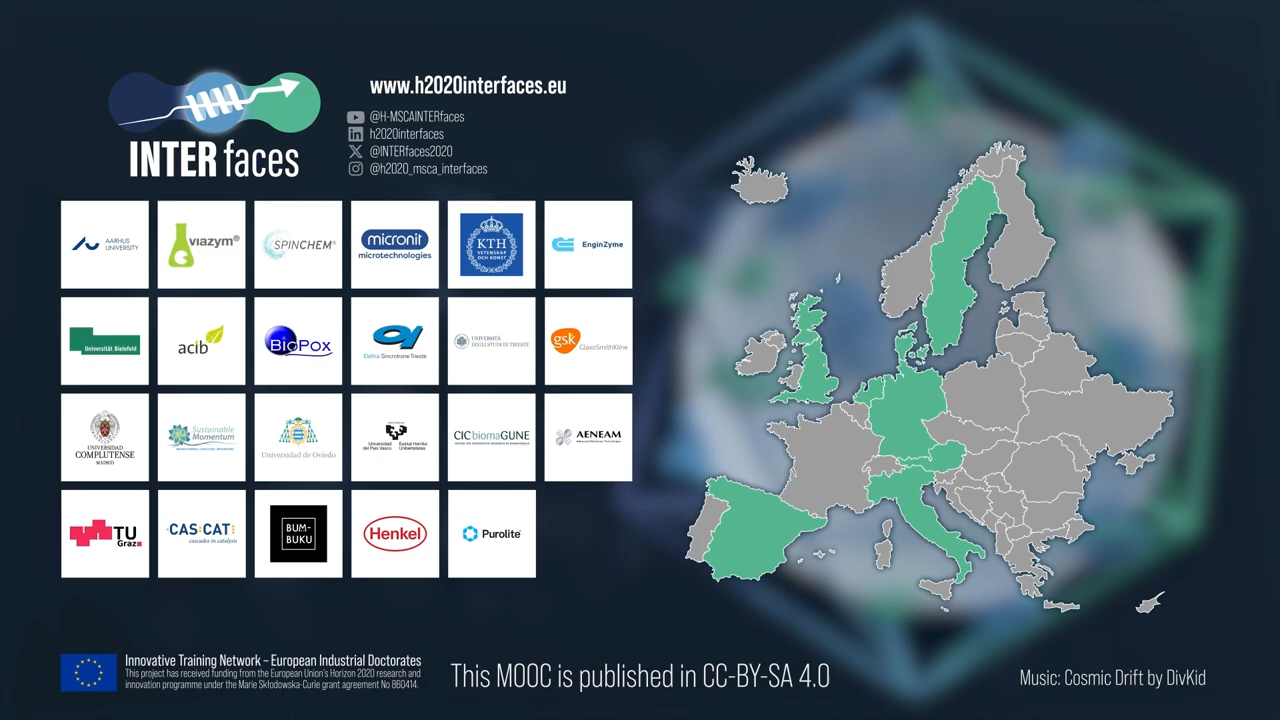 www.h2020interfaces.eu
@H-MSCAINTERfaces
h2020interfaces
@INTERfaces2020
@h2020_msca_interfaces
INTERfaces
AARHUS
UNIVERSITY
viazym®
SPINCHEM®
micronit
microtechnologies
KTH
VETENSKAP
OCH KONST
EnginZyme
Universität Bielefeld
acib
BioPox
Elettra Sincrotrone Trieste
UNIVERSITÀ
DEGLI STUDI DI TRIESTE
gsk
GlaxoSmithKline
UNIVERSIDAD
COMPLUTENSE
MADRID
Sustainable
Momentum
Universidad de Oviedo
Universidad
del País Vasco
Euskal Herriko
Unibertsitatea
CIC biomaGUNE
AENEAM
TU
Graz
CAS:CAT:
cascades in catalysis
BUM-
BUKU
Henkel
Purolite
Innovative Training Network – European Industrial Doctorates
This project has received funding from the European Union's Horizon 2020 research and
innovation programme under the Marie Skłodowska-Curie grant agreement No 860414.
This MOOC is published in CC-BY-SA 4.0
Music: Cosmic Drift by DivKid